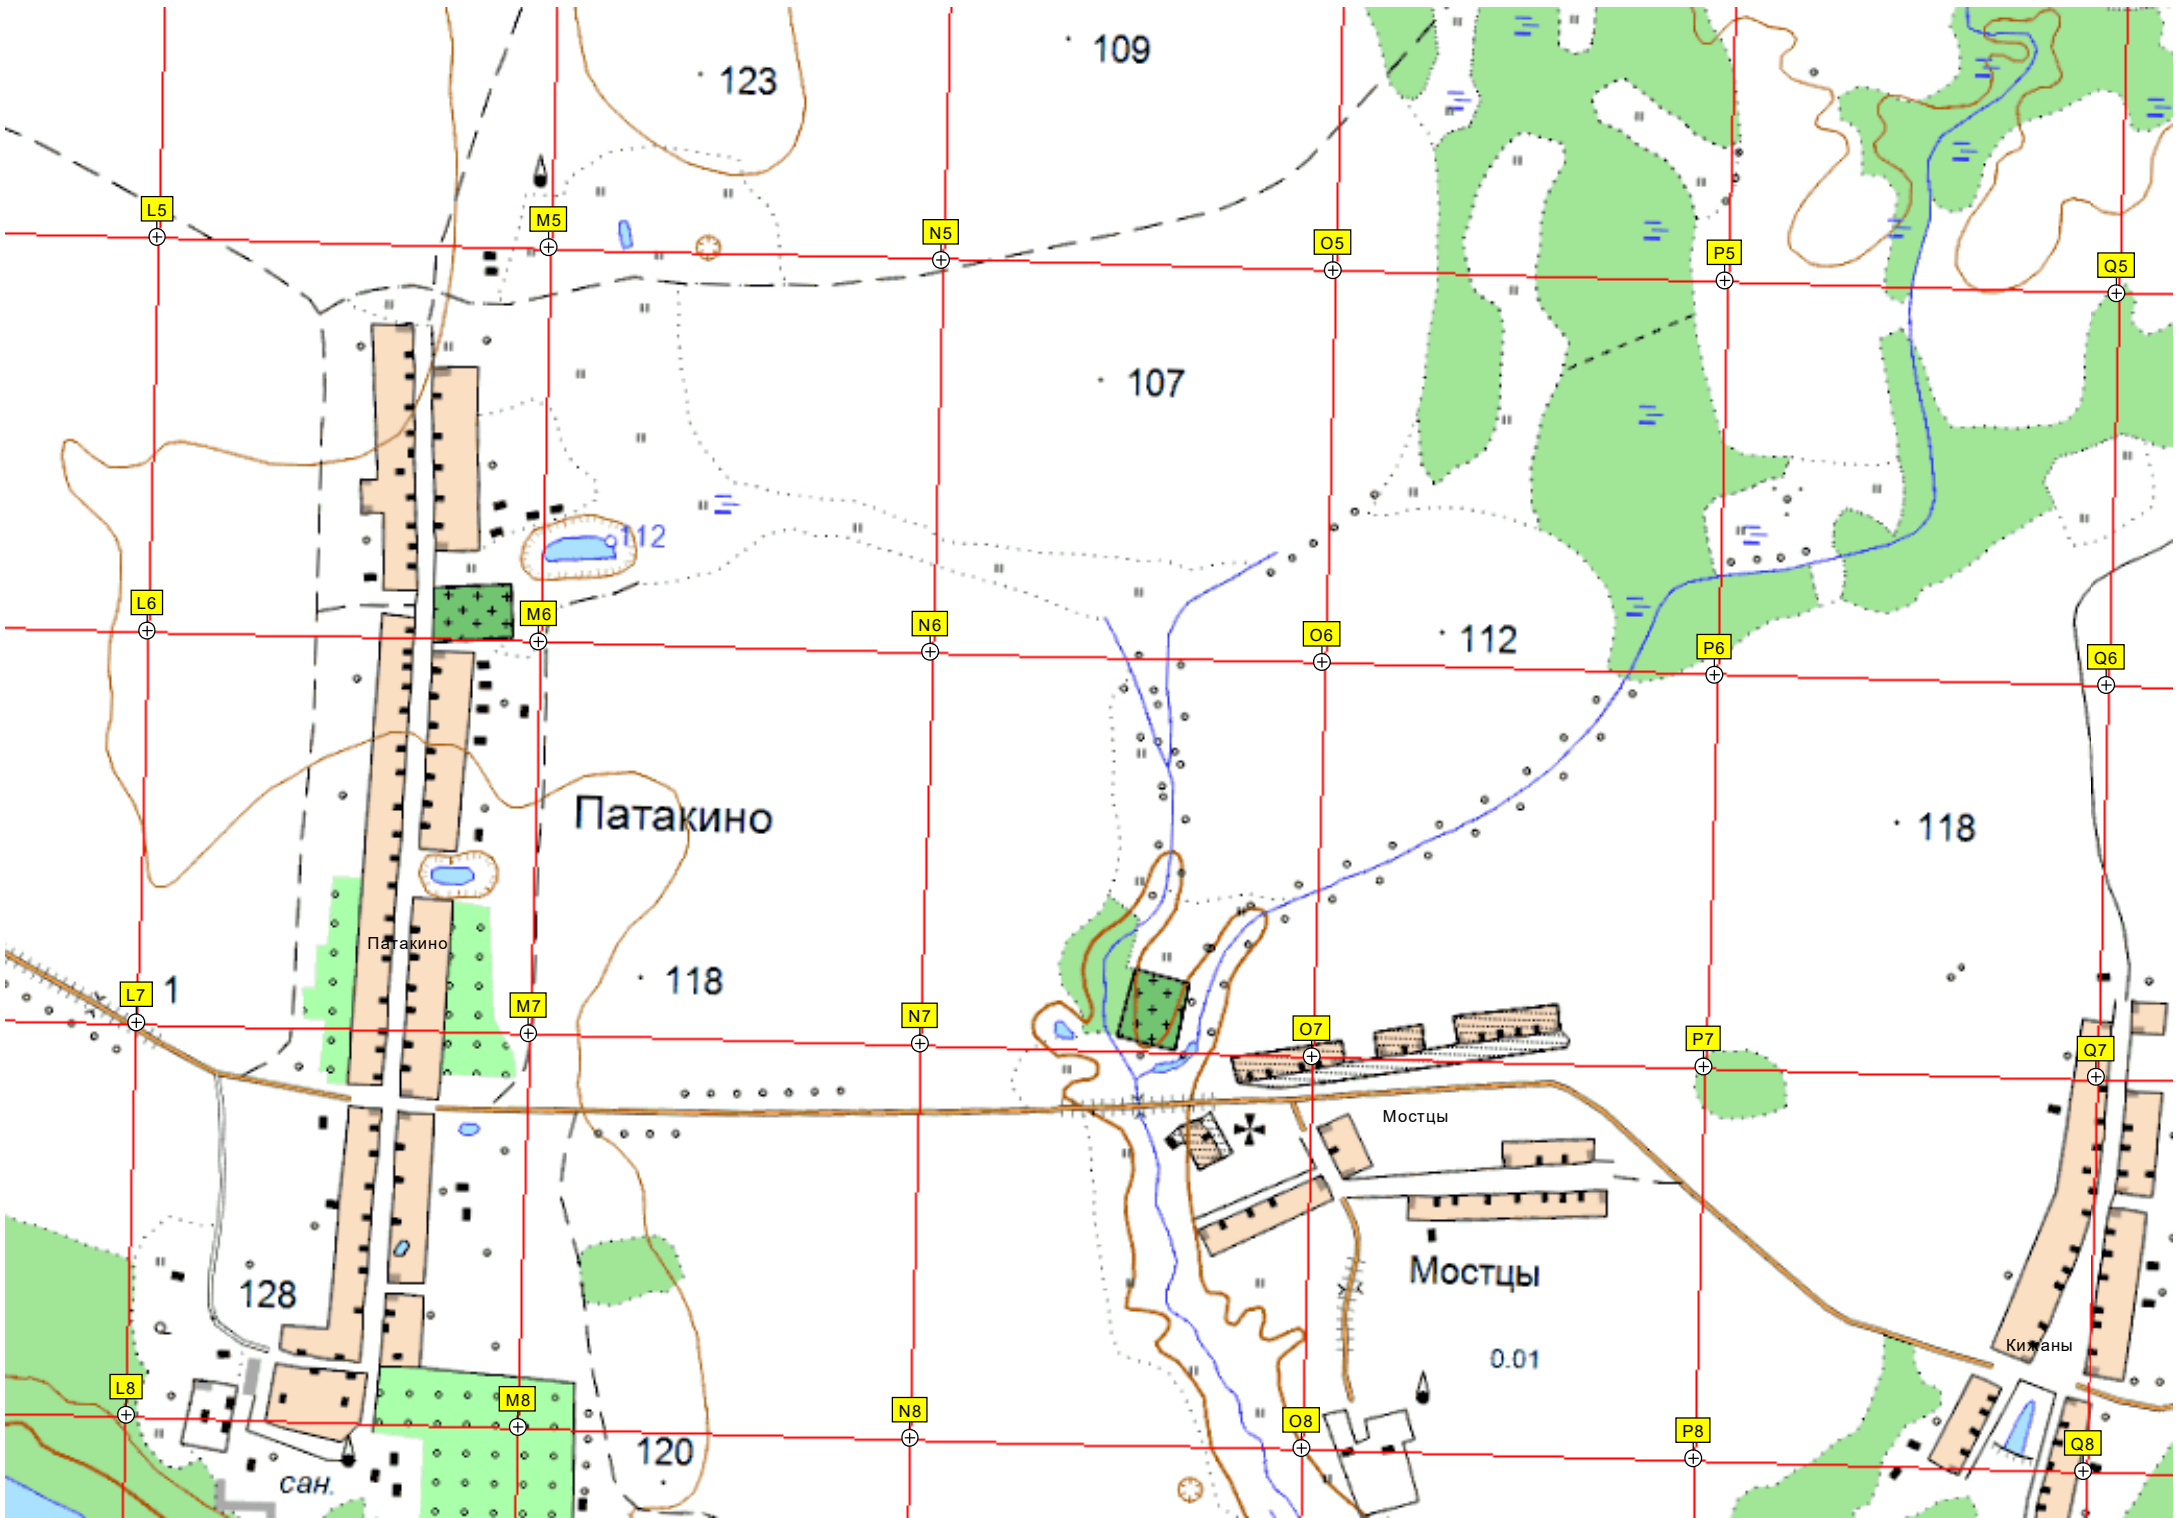 109
123
L5
M5
N5
O5
P5
Q5
107
112
L6
M6
N6
O6
112
P6
Q6
Патакино
118
Патакино
118
1
L7
M7
N7
O7
P7
Q7
Мостцы
Мостцы
128
0.01
Кижаны
L8
M8
N8
O8
P8
Q8
120
сан.